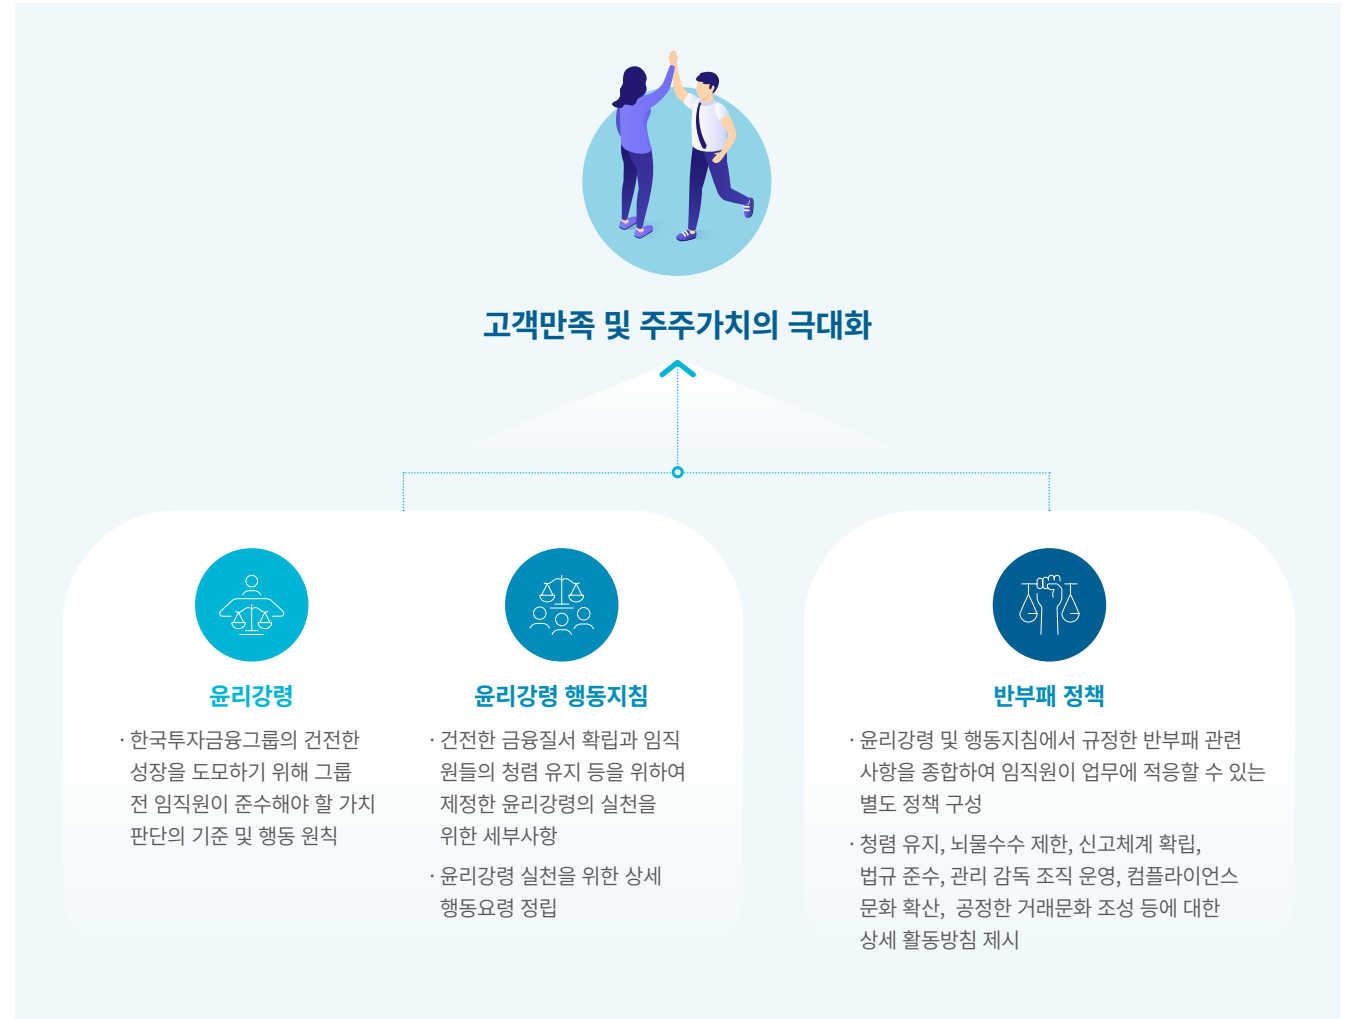 고객만족 및 주주가치의 극대화
윤리강령
· 한국투자금융그룹의 건전한
성장을 도모하기 위해 그룹
전 임직원이 준수해야 할 가치
판단의 기준 및 행동 원칙
윤리강령 행동지침
· 건전한 금융질서 확립과 임직
원들의 청렴 유지 등을 위하여
제정한 윤리강령의 실천을
위한 세부사항
· 윤리강령 실천을 위한 상세
행동요령 정립
반부패 정책
· 윤리강령 및 행동지침에서 규정한 반부패 관련
사항을 종합하여 임직원이 업무에 적응할 수 있는
별도 정책 구성
· 청렴 유지, 뇌물수수 제한, 신고체계 확립,
법규 준수, 관리 감독 조직 운영, 컴플라이언스
문화 확산, 공정한 거래문화 조성 등에 대한
상세 활동방침 제시